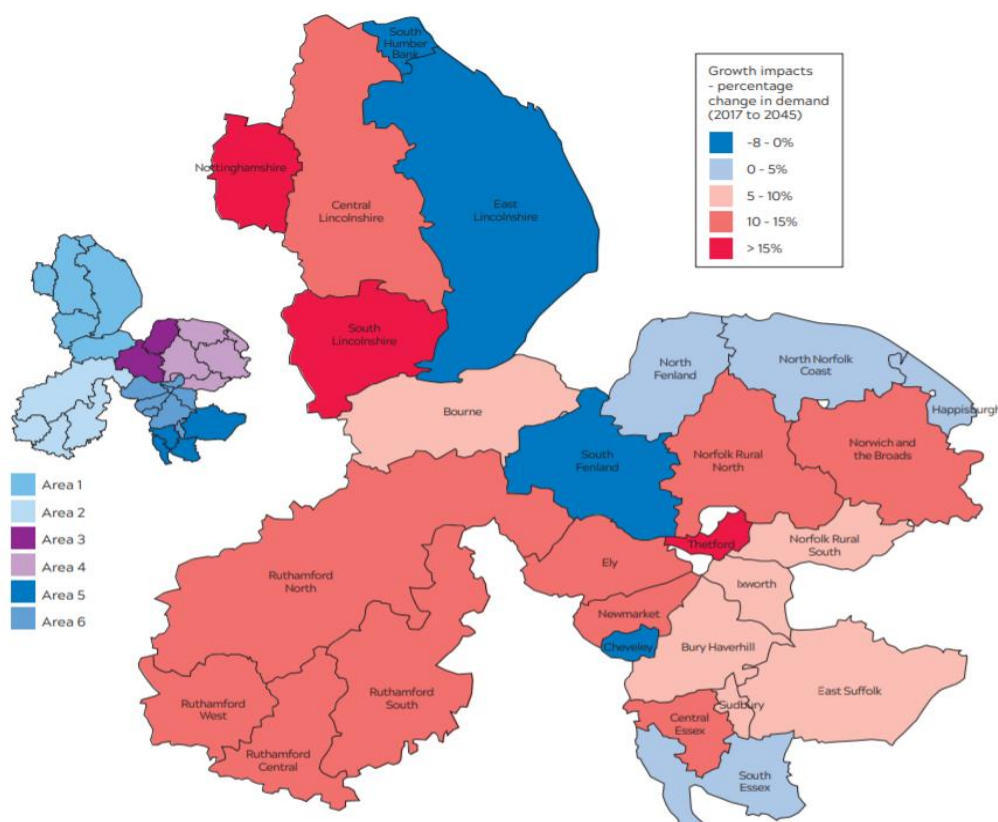 South
Humber
Bank
Growth impacts
- percentage
change in demand
(2017 to 2045)
-8 - 0%
0 - 5%
5 - 10%
10 - 15%
> 15%
Nottinghamshire
Central
Lincolnshire
East
Lincolnshire
South
Lincolnshire
North
Fenland
North Norfolk
Coast
Happisburgh
Bourne
South
Fenland
Norfolk Rural
North
Norwich and
the Broads
Area 1
Area 2
Area 3
Area 4
Area 5
Area 6
Thetford
Norfolk Rural
South
Ruthamford
North
Ely
Ixworth
Newmarket
Cheveley
Bury Haverhill
Ruthamford
West
Ruthamford
South
East Suffolk
Sudbury
Central
Essex
Ruthamford
Central
South
Essex